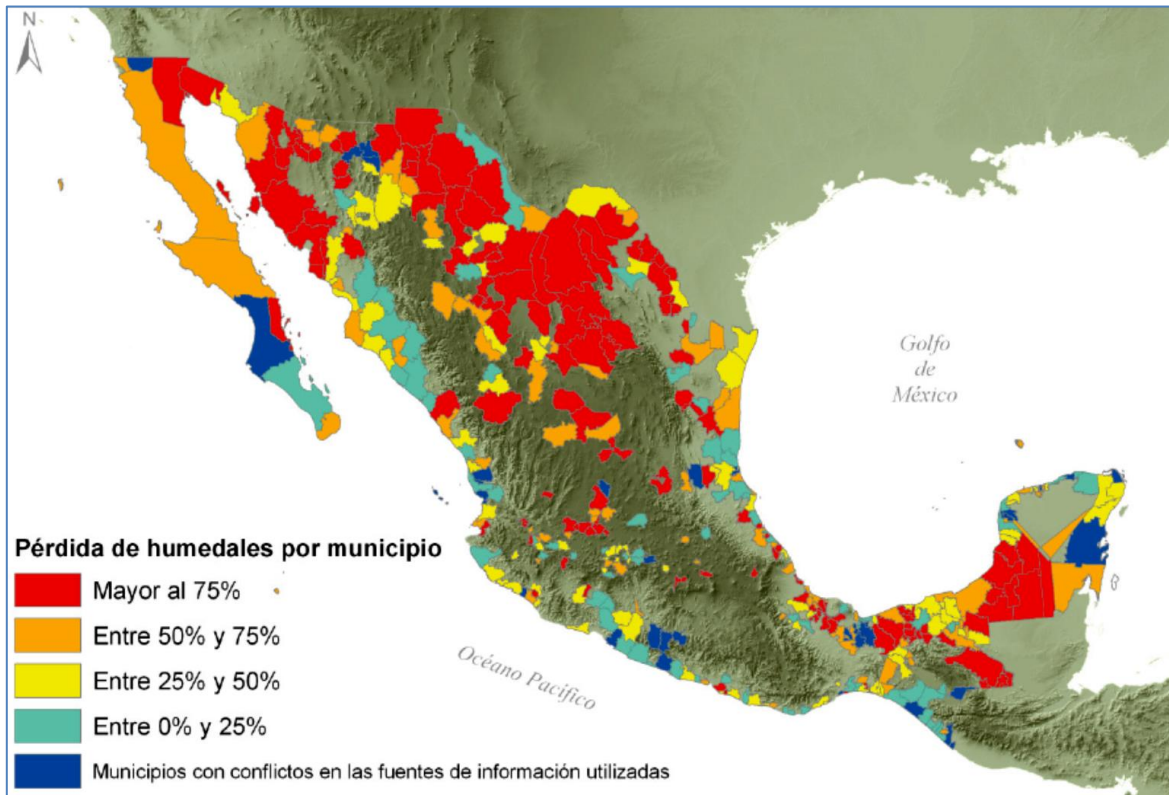 N
Golfo
de
México
Océano Pacífico
Pérdida de humedales por municipio
Mayor al 75%
Entre 50% y 75%
Entre 25% y 50%
Entre 0% y 25%
Municipios con conflictos en las fuentes de información utilizadas